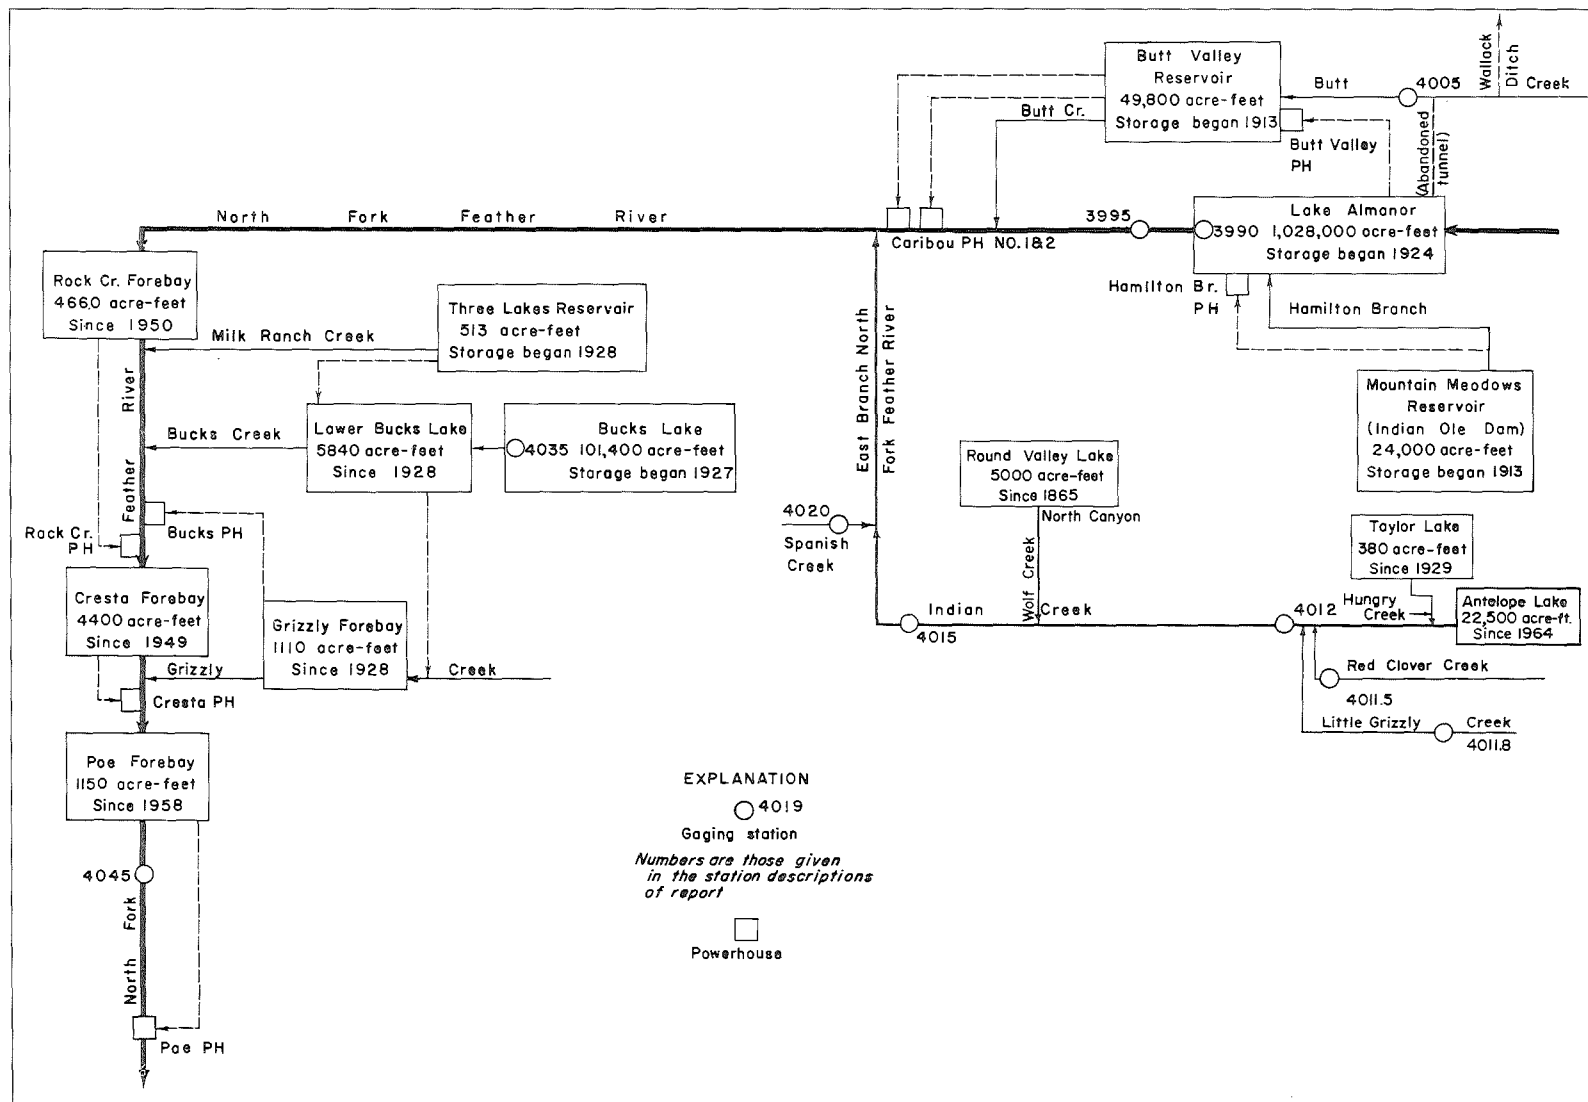 Wallack
Ditch
Butt Valley
Reservoir
49,800 acre-feet
Storage began 1913
Butt
4005
Creek
Butt Cr.
Butt Valley
PH
(Abandoned
tunnel)
North Fork Feather River
3995
Lake Almanor
3990 1,028,000 acre-feet
Storage began 1924
Caribou PH NO.1&2
Hamilton Br.
PH
Hamilton Branch
Rock Cr. Forebay
4660 acre-feet
Since 1950
Three Lakes Reservair
513 acre-feet
Storage began 1928
Milk Ranch Creek
River
Feather
Mountain Meadows
Reservoir
(Indian Ole Dam)
24,000 acre-feet
Storage began 1913
East Branch North
Fork Feather River
Bucks Creek
Lower Bucks Lake
5840 acre-feet
Since 1928
Bucks Lake
4035 101,400 acre-feet
Storage began 1927
Round Valley Lake
5000 acre-feet
Since 1865
North Canyon
Wolf Creek
4020
Spanish
Creek
Rock Cr.
PH
Bucks PH
Taylor Lake
380 acre-feet
Since 1929
Hungry
Creek
Antelope Lake
22,500 acre-ft.
Since 1964
Cresta Forebay
4400 acre-feet
Since 1949
Grizzly Forebay
1110 acre-feet
Since 1928
Indian Creek
4015
4012
Grizzly Creek
Red Clover Creek
4011.5
Cresta PH
Little Grizzly Creek
4011.8
Poe Forebay
1150 acre-feet
Since 1958
4045
North Fork
Pae PH
EXPLANATION
4019
Gaging station
Numbers are those given
in the station descriptions
of report
Powerhouse